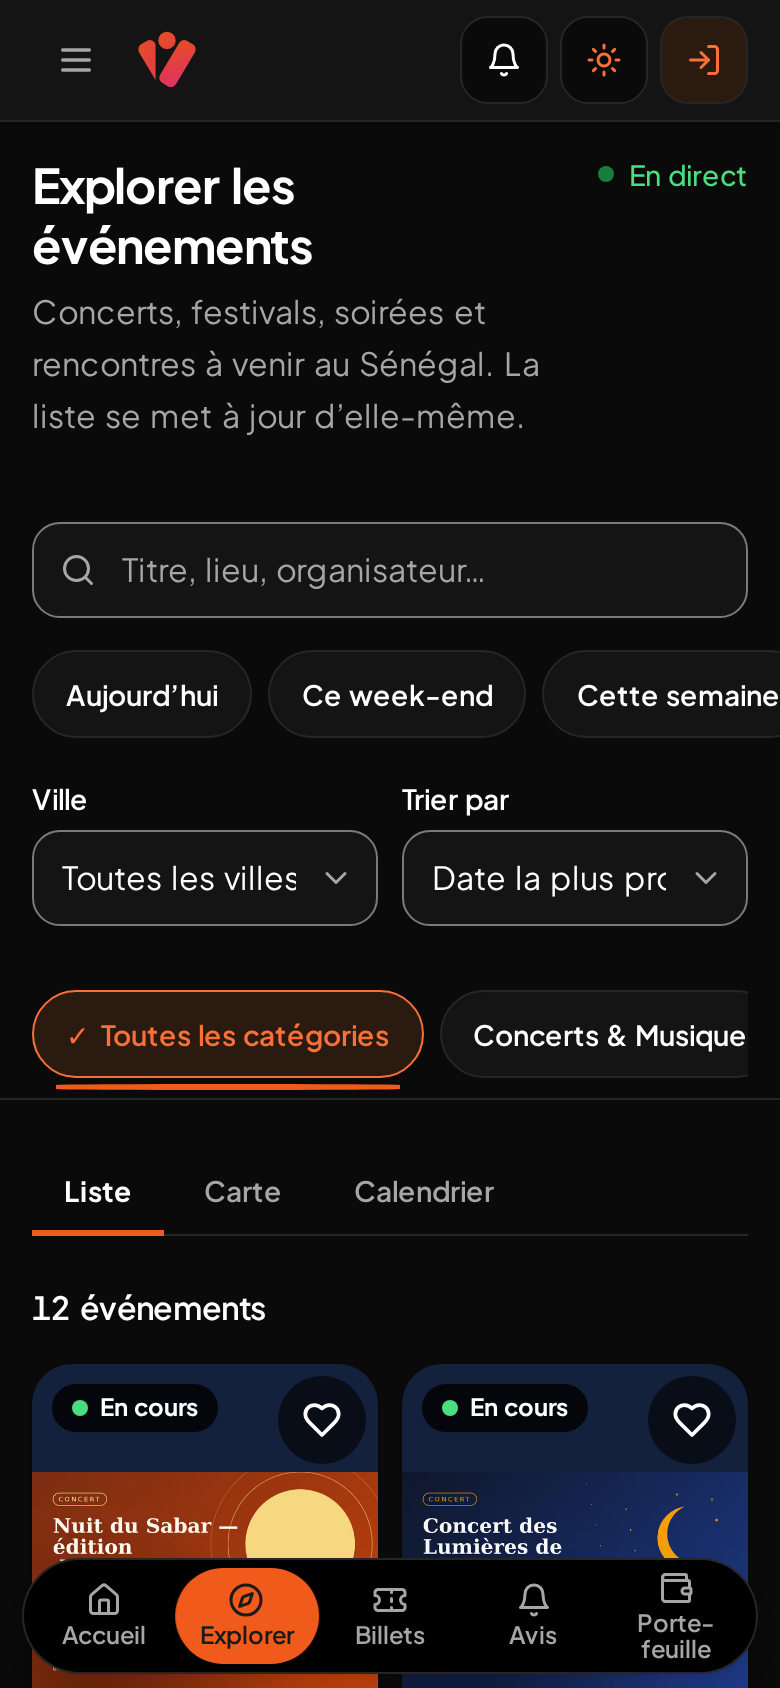 Explorer les
événements
En direct
Concerts, festivals, soirées et
rencontres à venir au Sénégal. La
liste se met à jour d’elle-même.
Titre, lieu, organisateur…
Aujourd’hui
Ce week-end
Cette semaine
Ville
Trier par
Toutes les villes
Date la plus
✓ Toutes les catégories
Concerts & Musique
Liste
Carte
Calendrier
12 événements
En cours
En cours
CONCERT
Nuit du Sabar —
édition
CONCERT
Concert des
Lumières de
Accueil
Explorer
Billets
Avis
Porte-
feuille